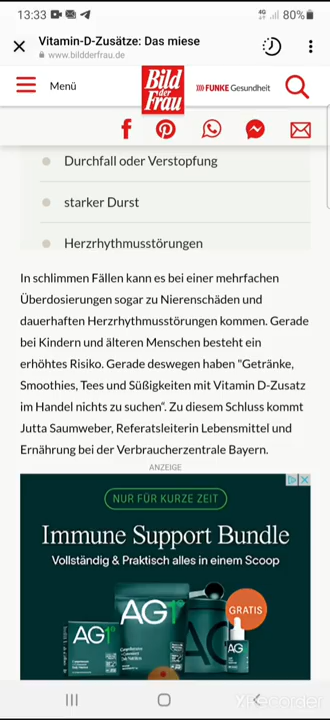 13:33
4G
80%
Vitamin-D-Zusätze: Das miese
www.bildderfrau.de
Menü
Bild der Frau
FUNKE Gesundheit
Durchfall oder Verstopfung
starker Durst
Herzrhythmusstörungen
In schlimmen Fällen kann es bei einer mehrfachen
Überdosierungen sogar zu Nierenschäden und
dauerhaften Herzrhythmusstörungen kommen. Gerade
bei Kindern und älteren Menschen besteht ein
erhöhtes Risiko. Gerade deswegen haben "Getränke,
Smoothies, Tees und Süßigkeiten mit Vitamin D-Zusatz
im Handel nichts zu suchen“. Zu diesem Schluss kommt
Jutta Saumweber, Referatsleiterin Lebensmittel und
Ernährung bei der Verbraucherzentrale Bayern.
ANZEIGE
NUR FÜR KURZE ZEIT
Immune Support Bundle
Vollständig & Praktisch alles in einem Scoop
GRATIS
AG1
AG1
AG
AG
XRecorder